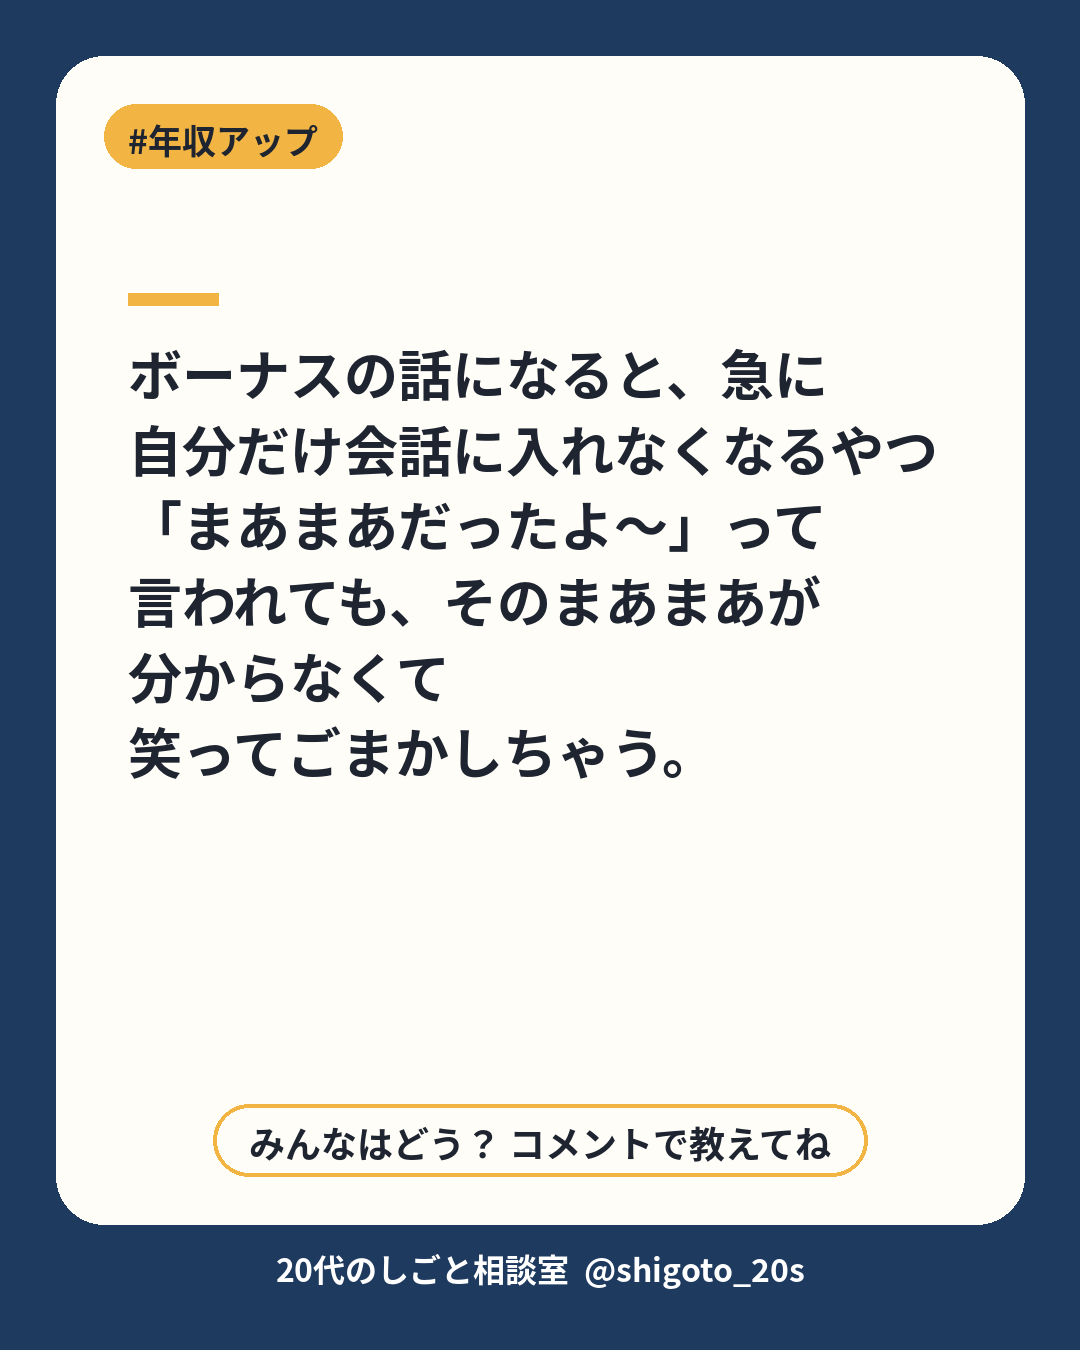 #年収アップ
ボーナスの話になると、急に
自分だけ会話に入れなくなるやつ
「まあまあだったよ〜」って
言われても、そのまあまあが
分からなくて
笑ってごまかしちゃう。
みんなはどう？ コメントで教えてね
20代のしごと相談室 @shigoto_20s